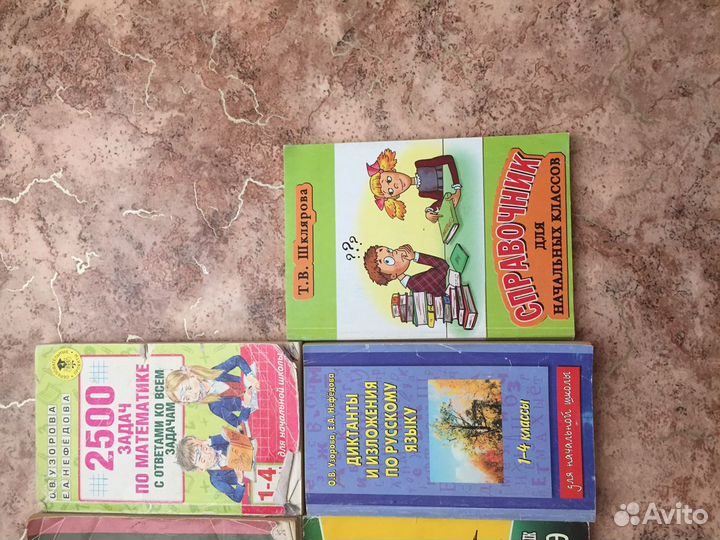 Т.В. Шклярова
СПРАВОЧНИК
ДЛЯ
НАЧАЛЬНЫХ КЛАССОВ
О.В. УЗОРОВА
Е.А. НЕФЁДОВА
2500
ЗАДАЧ
ПО МАТЕМАТИКЕ
С ОТВЕТАМИ КО ВСЕМ
ЗАДАЧАМ
1-4
для начальной школы
О.В. Узорова, Е.А. Нефёдова
ДИКТАНТЫ
И ИЗЛОЖЕНИЯ
ПО РУССКОМУ
ЯЗЫКУ
1-4 классы
для начальной школы
Avito